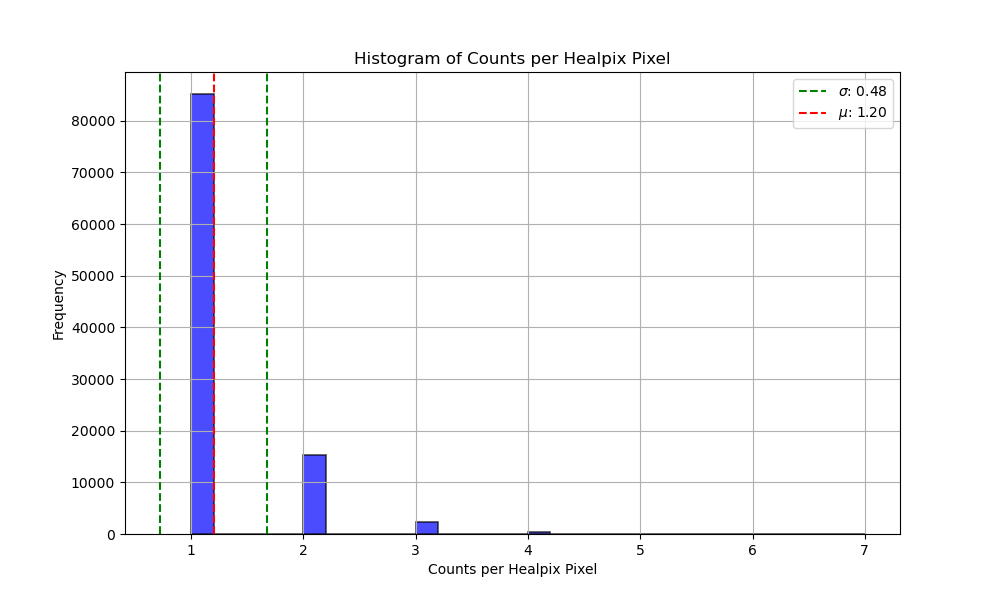 Histogram of Counts per Healpix Pixel
σ: 0.48
μ: 1.20
Frequency
80000
70000
60000
50000
40000
30000
20000
10000
0
1 2 3 4 5 6 7
Counts per Healpix Pixel